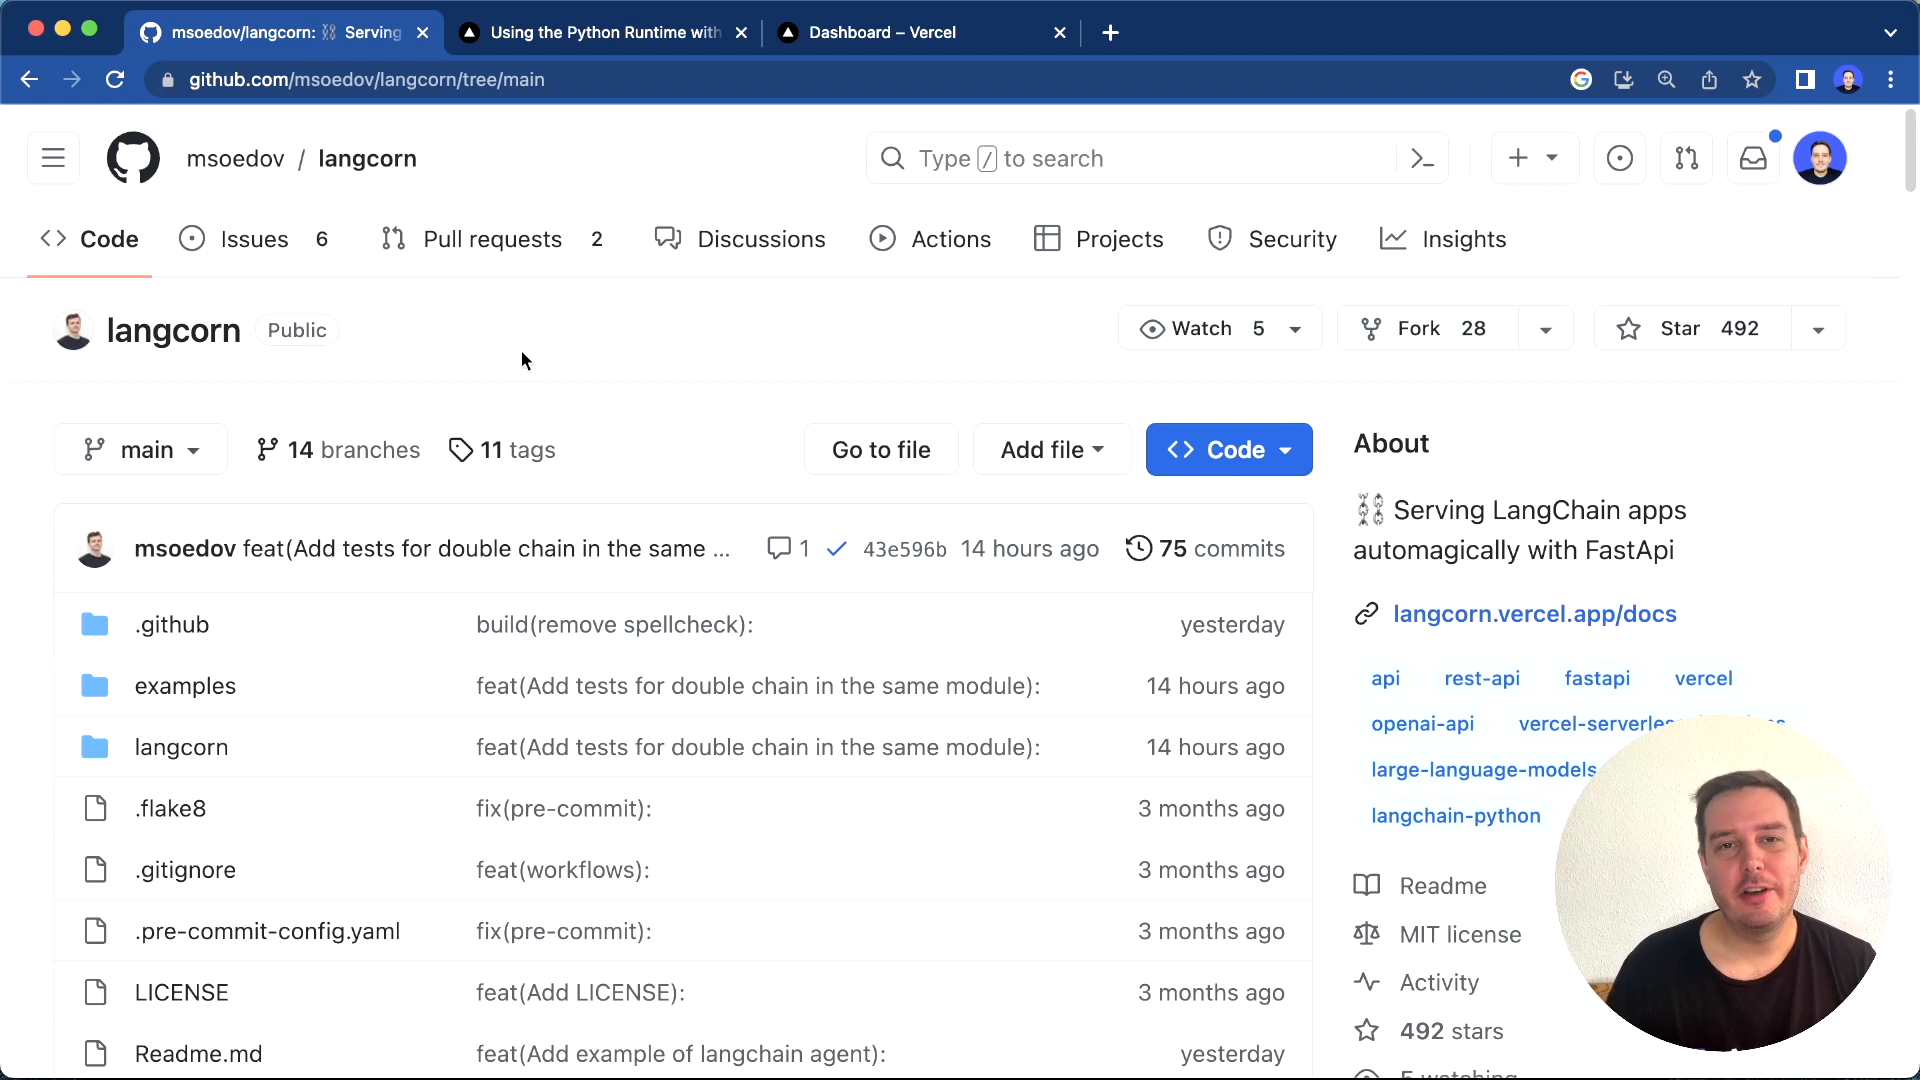 msoedov/langcorn: ⛓ Serving
Using the Python Runtime with
Dashboard – Vercel
github.com/msoedov/langcorn/tree/main
msoedov / langcorn
Type / to search
Code
Issues 6
Pull requests 2
Discussions
Actions
Projects
Security
Insights
langcorn Public
Watch 5
Fork 28
Star 492
main
14 branches
11 tags
Go to file
Add file
Code
msoedov feat(Add tests for double chain in the same ... 1 43e596b 14 hours ago 75 commits
.github build(remove spellcheck): yesterday
examples feat(Add tests for double chain in the same module): 14 hours ago
langcorn feat(Add tests for double chain in the same module): 14 hours ago
.flake8 fix(pre-commit): 3 months ago
.gitignore feat(workflows): 3 months ago
.pre-commit-config.yaml fix(pre-commit): 3 months ago
LICENSE feat(Add LICENSE): 3 months ago
Readme.md feat(Add example of langchain agent): yesterday
About
⛓ Serving LangChain apps
automagically with FastApi
langcorn.vercel.app/docs
api rest-api fastapi vercel
openai-api
large-language-models
langchain-python
Readme
MIT license
Activity
492 stars
5 watching